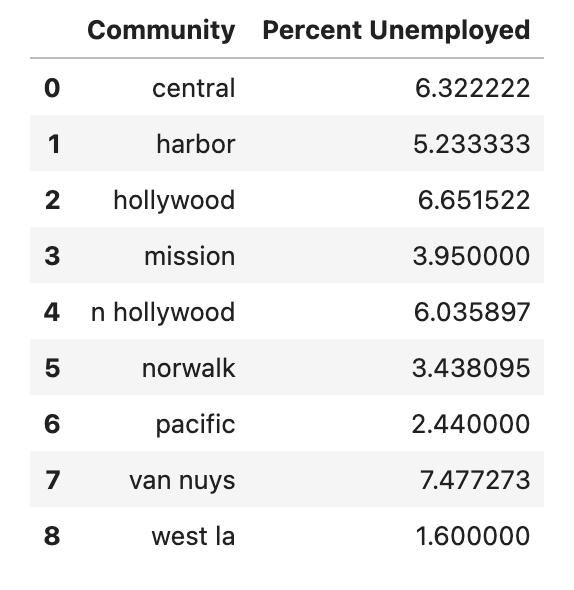 Community Percent Unemployed
0 central 6.322222
1 harbor 5.233333
2 hollywood 6.651522
3 mission 3.950000
4 n hollywood 6.035897
5 norwalk 3.438095
6 pacific 2.440000
7 van nuys 7.477273
8 west la 1.600000